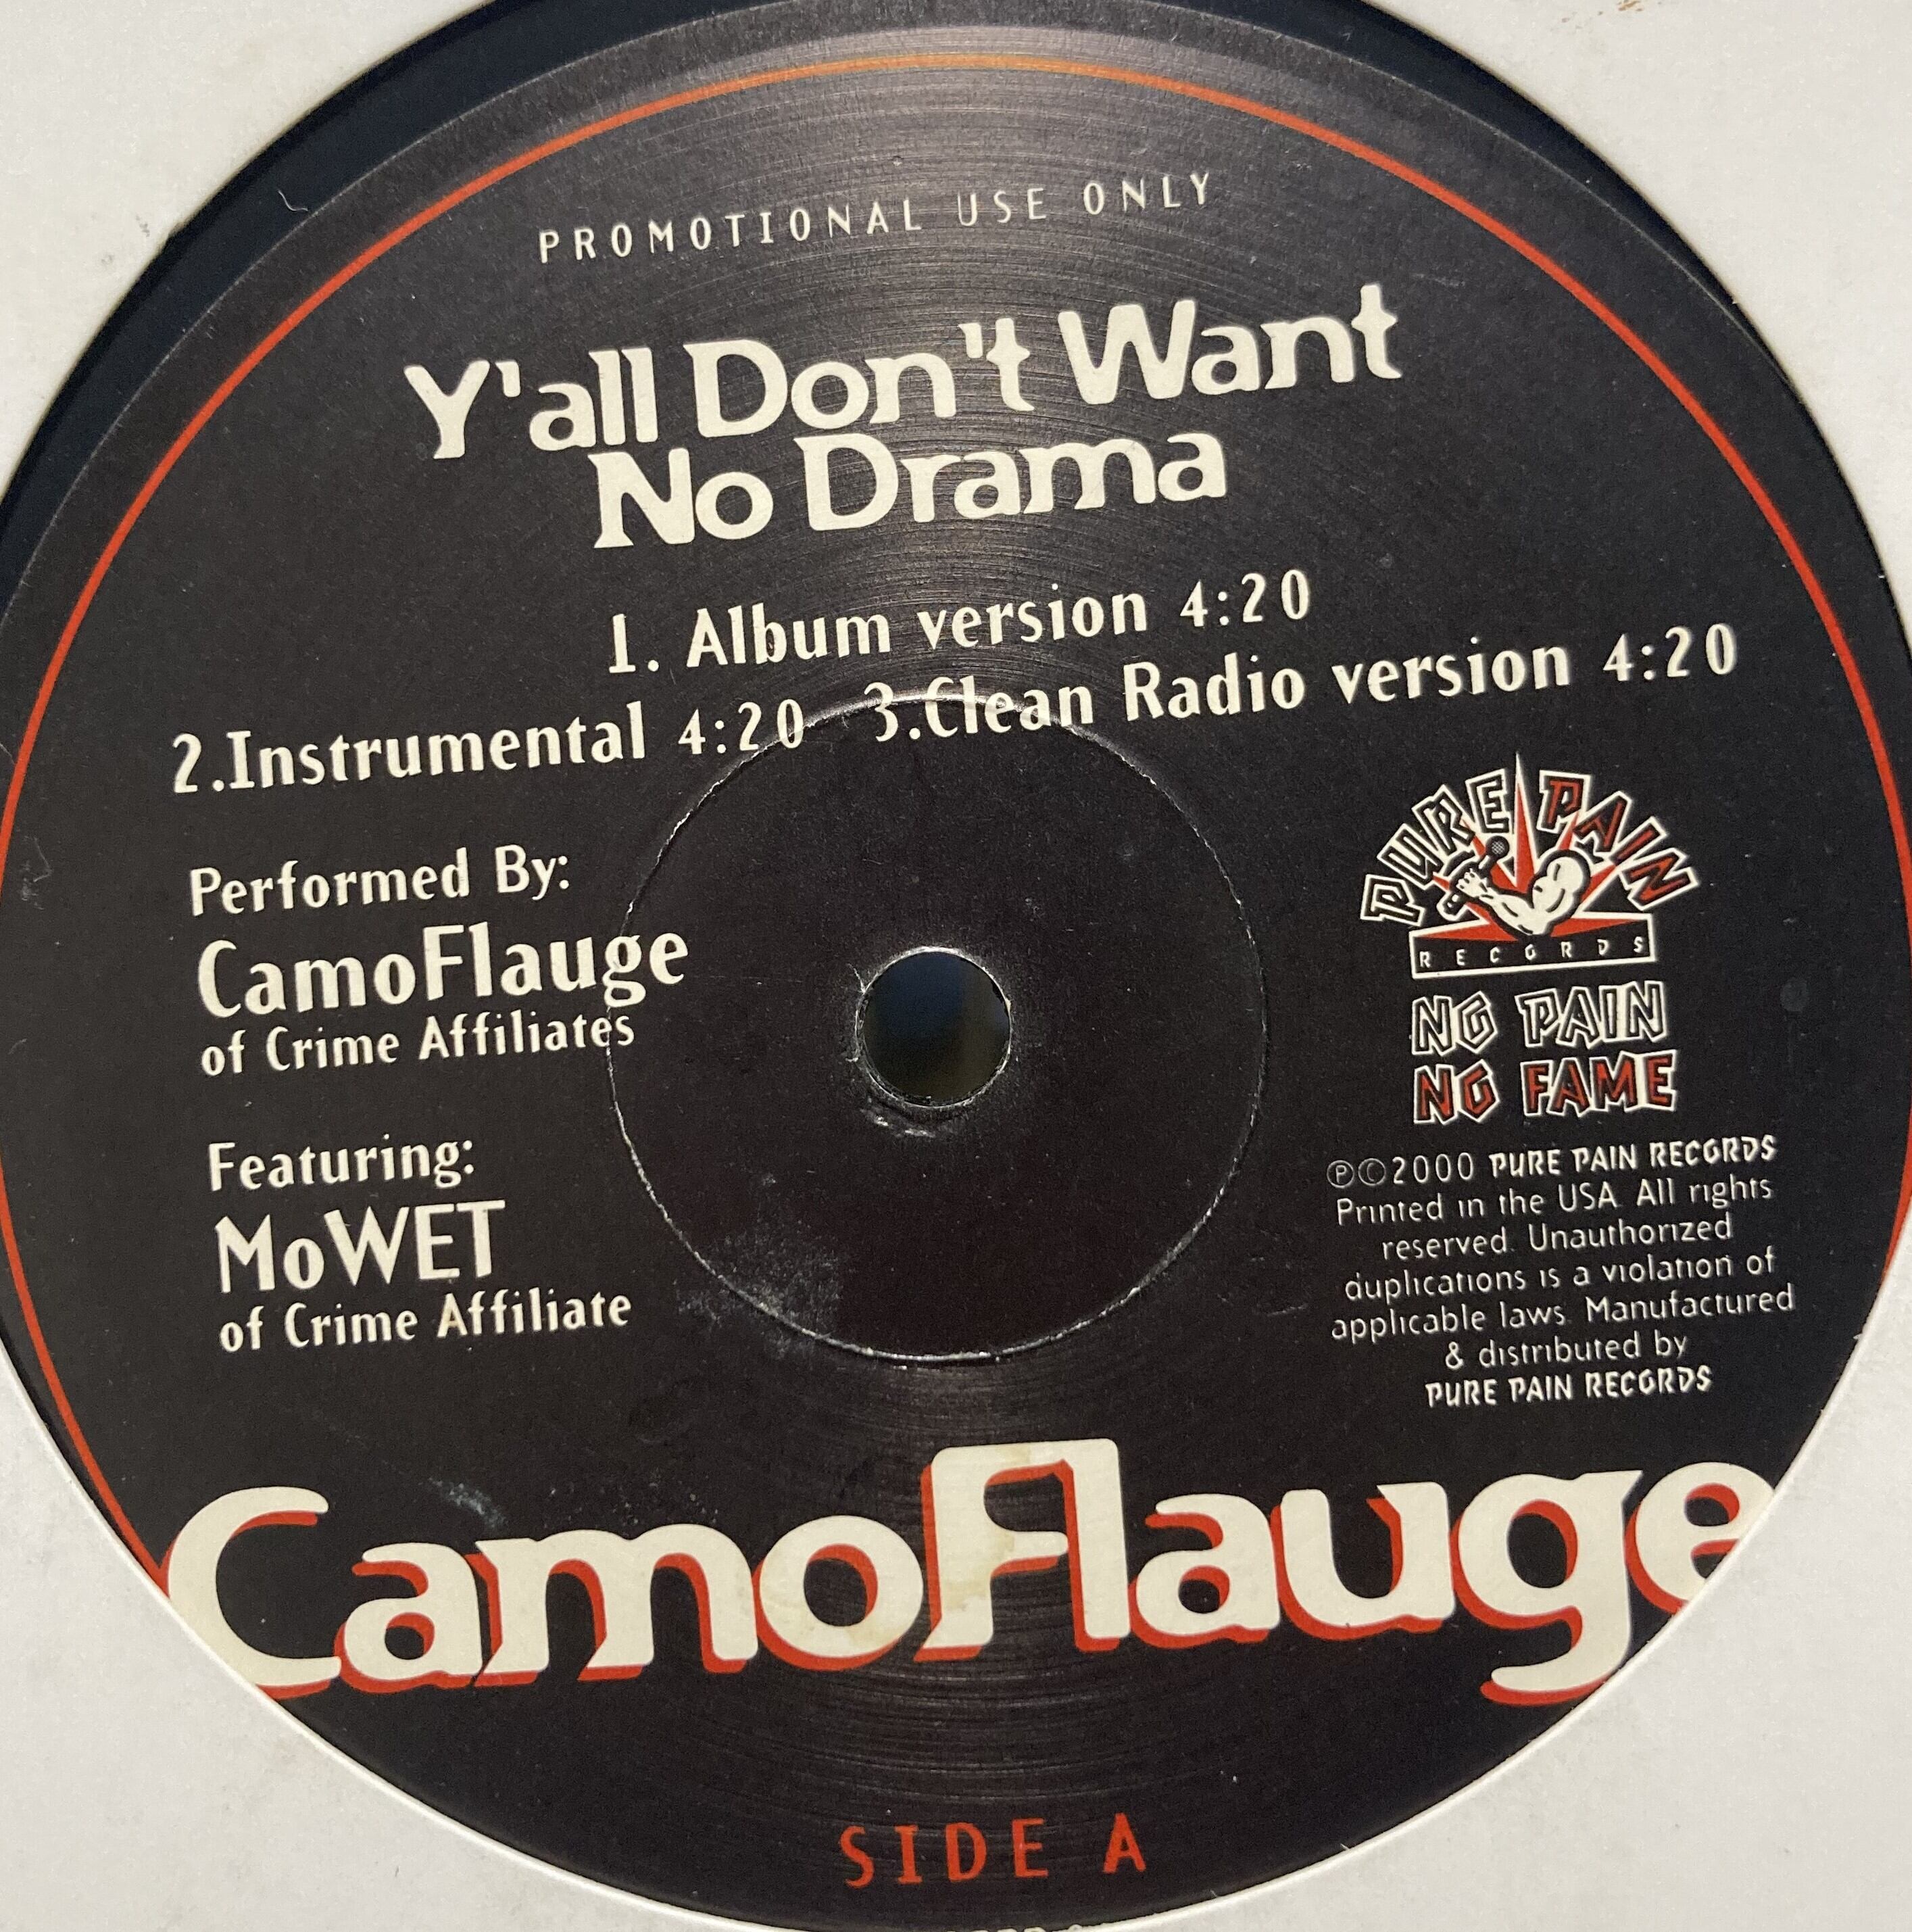 PROMOTIONAL USE ONLY
Y'all Don't Want
No Drama
1. Album version 4:20
2.Instrumental 4:20 3.Clean Radio version 4:20
Performed By:
CamoFlauge
of Crime Affiliates
Featuring:
MoWET
of Crime Affiliate
PURE PAIN
RECORDS
NO PAIN
NO FAME
℗©2000 PURE PAIN RECORDS
Printed in the USA. All rights
reserved. Unauthorized
duplications is a violation of
applicable laws. Manufactured
& distributed by
PURE PAIN RECORDS
CamoFlauge
SIDE A